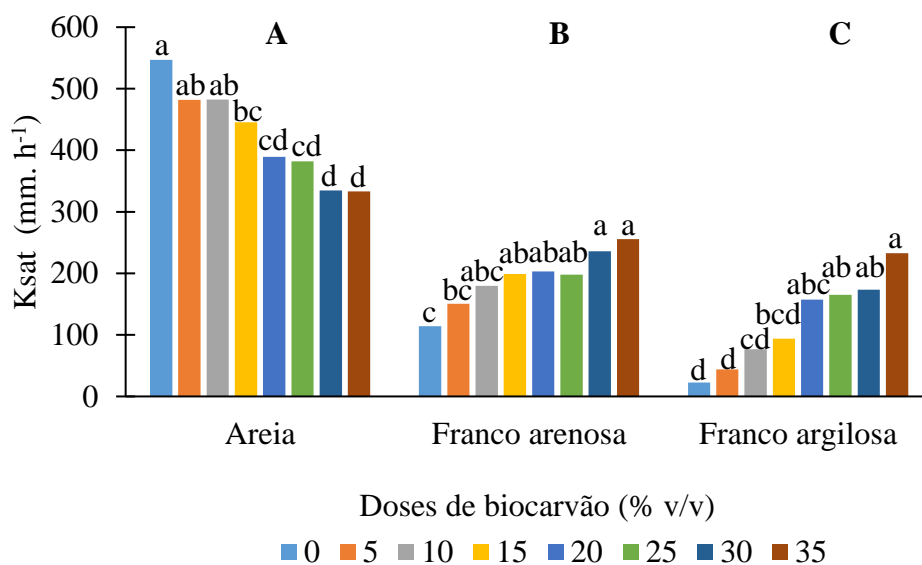 Ksat (mm. h-1)
600
500
400
300
200
100
0
A B C
a ab ab bc cd cd d d
c bc abc ab ab ab a a
d d cd bcd abc ab ab a
Areia Franco arenosa Franco argilosa
Doses de biocarvão (% v/v)
0 5 10 15 20 25 30 35